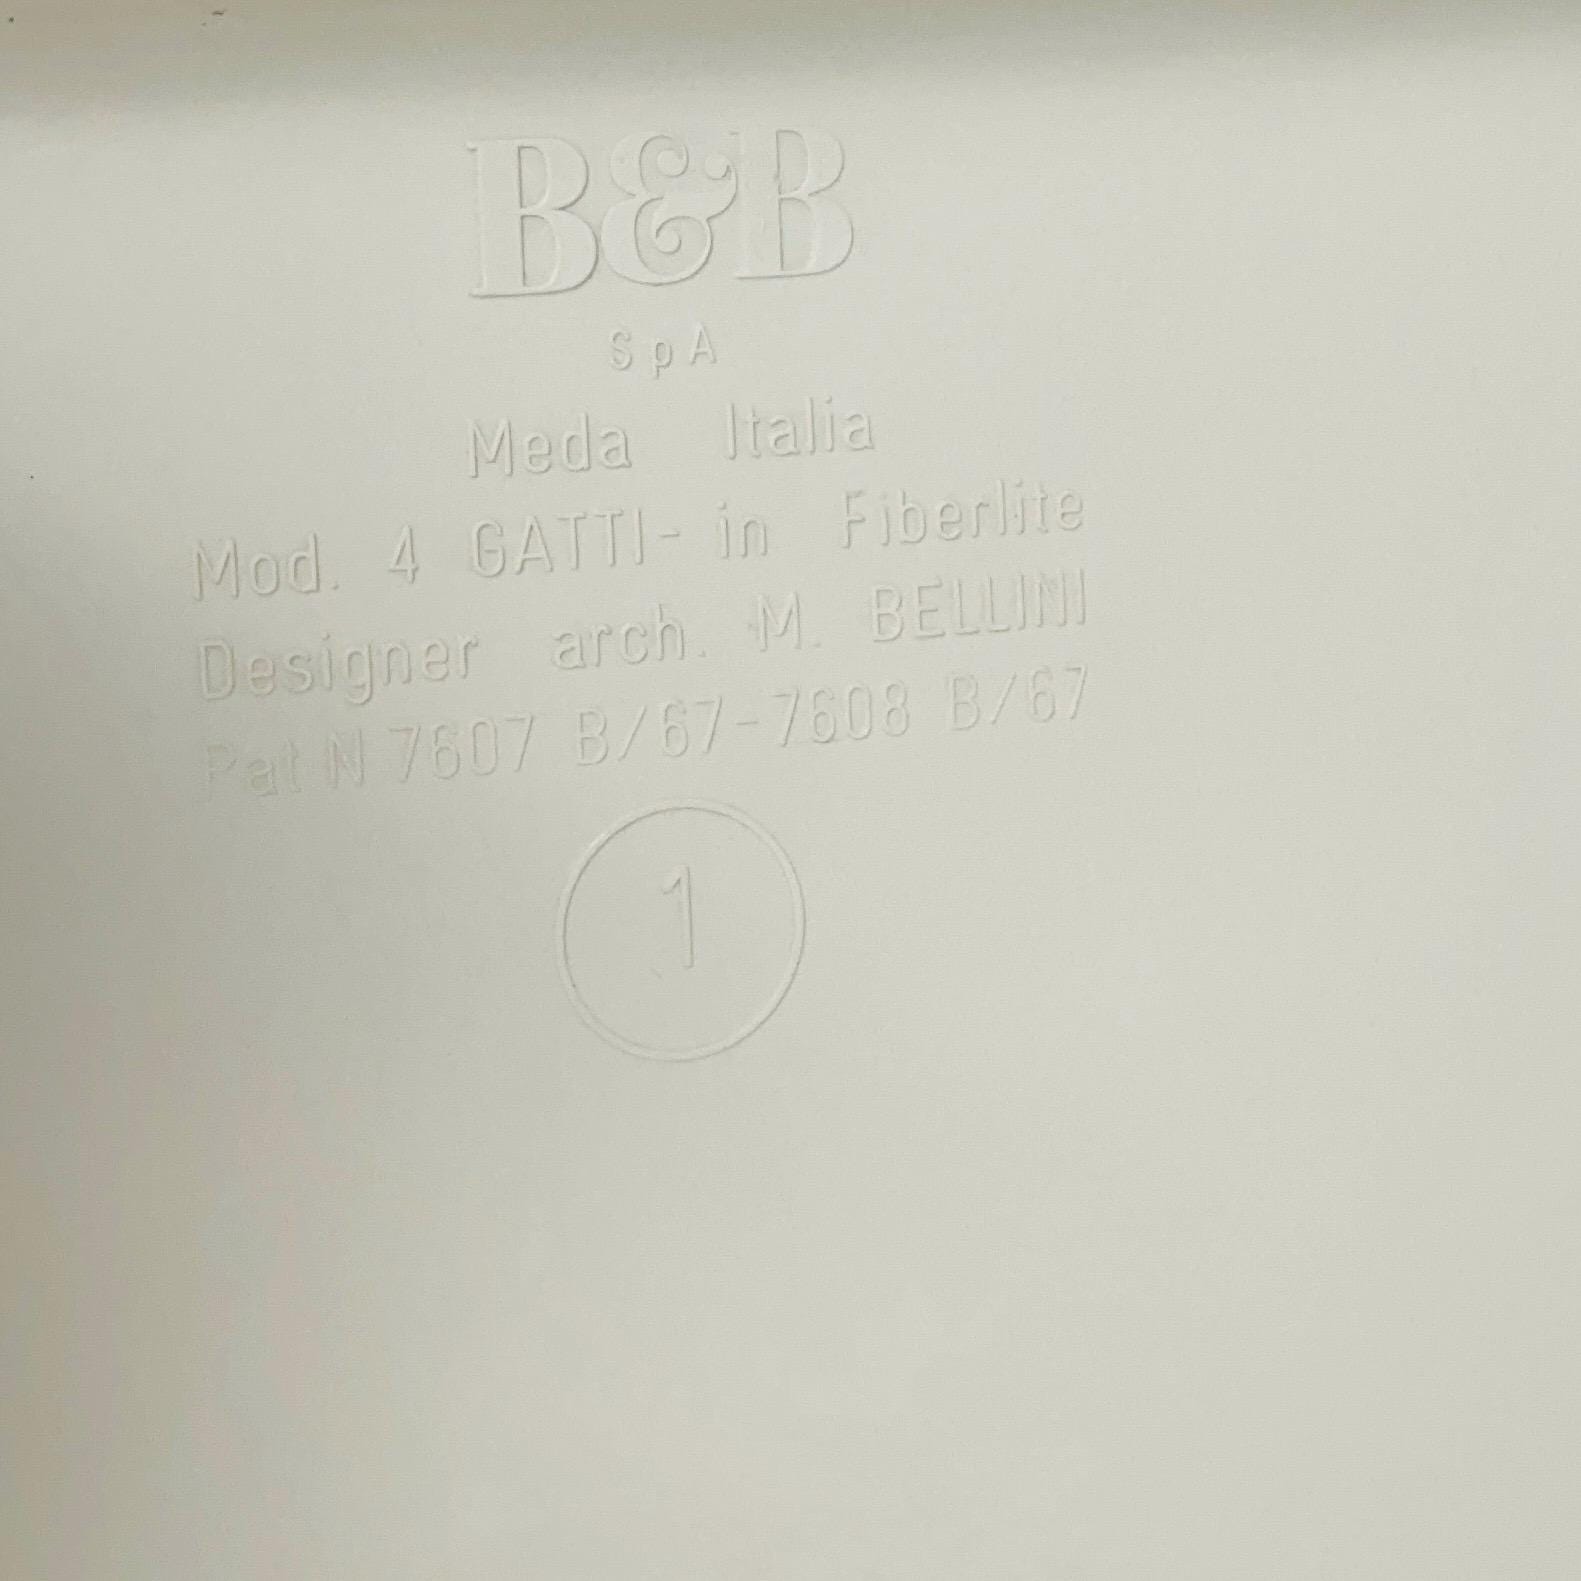 B&B
SpA
Meda Italia
Mod. 4 GATTI- in Fiberlite
Designer arch. M. BELLINI
Pat N 7607 B/67-7608 B/67
1